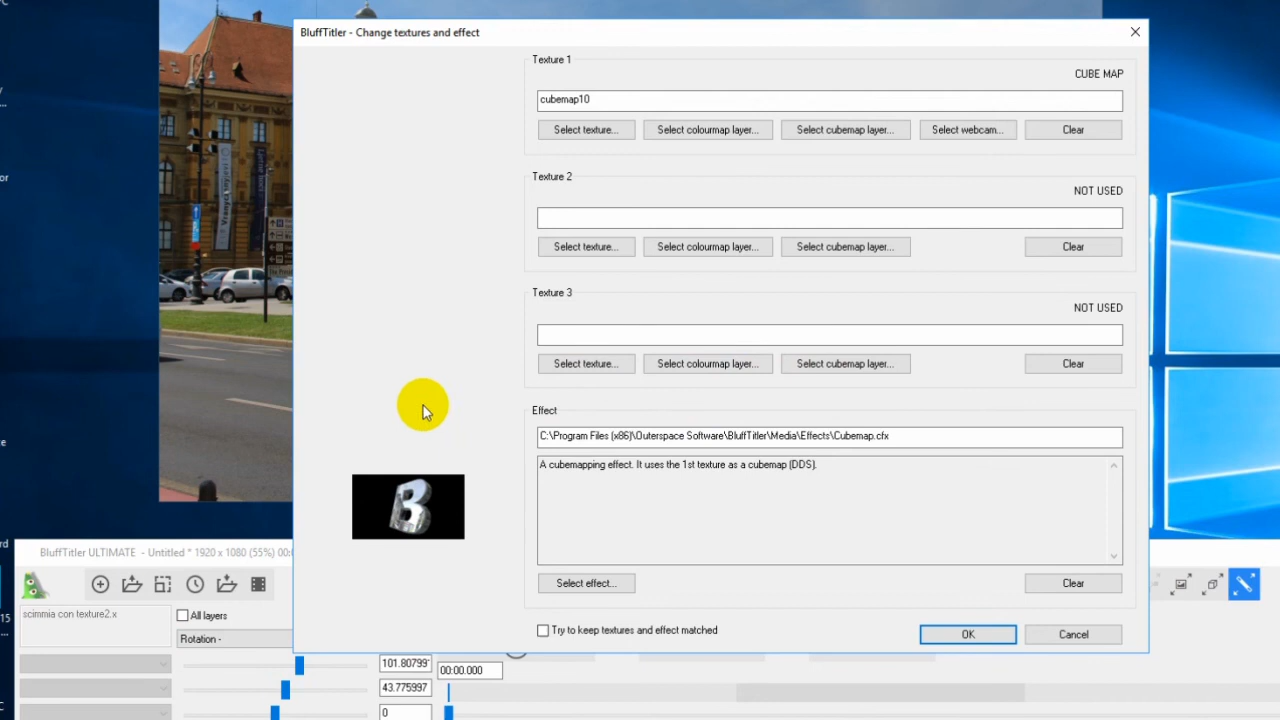 BluffTitler - Change textures and effect
Texture 1
CUBE MAP
cubemap10
Select texture... Select colourmap layer... Select cubemap layer... Select webcam... Clear
Texture 2
NOT USED
Select texture... Select colourmap layer... Select cubemap layer... Clear
Texture 3
NOT USED
Select texture... Select colourmap layer... Select cubemap layer... Clear
Effect
C:\Program Files (x86)\Outerspace Software\BluffTitler\Media\Effects\Cubemap.cfx
A cubemapping effect. It uses the 1st texture as a cubemap (DDS).
B
Select effect... Clear
Try to keep textures and effect matched
OK Cancel
BluffTitler ULTIMATE - Untitled * 1920 x 1080 (55%) 00:
scimmia con texture2.x
All layers
Rotation -
101.80799
00:00.000
43.775997
0